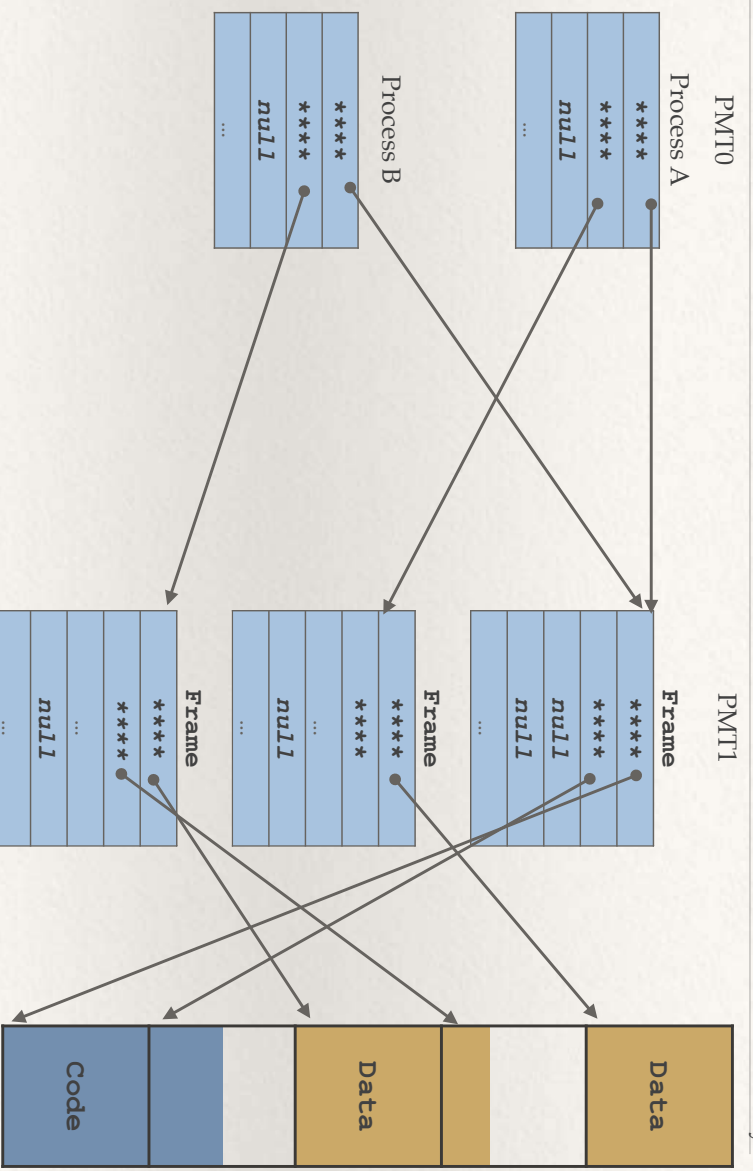 PMT0
Process A
****
****
null
...
Process B
****
****
null
...
PMT1
Frame
****
****
null
null
...
Frame
****
****
...
null
...
Frame
****
****
...
null
...
Data
Data
Code